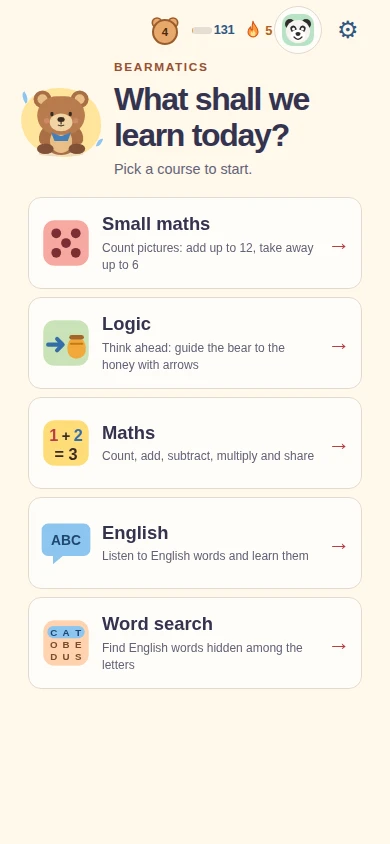 4 131 5
BEARMATICS
What shall we
learn today?
Pick a course to start.
Small maths
Count pictures: add up to 12, take away
up to 6
→
Logic
Think ahead: guide the bear to the
honey with arrows
→
1 + 2
= 3
Maths
Count, add, subtract, multiply and share
→
ABC
English
Listen to English words and learn them
→
C A T
O B E
D U S
Word search
Find English words hidden among the
letters
→